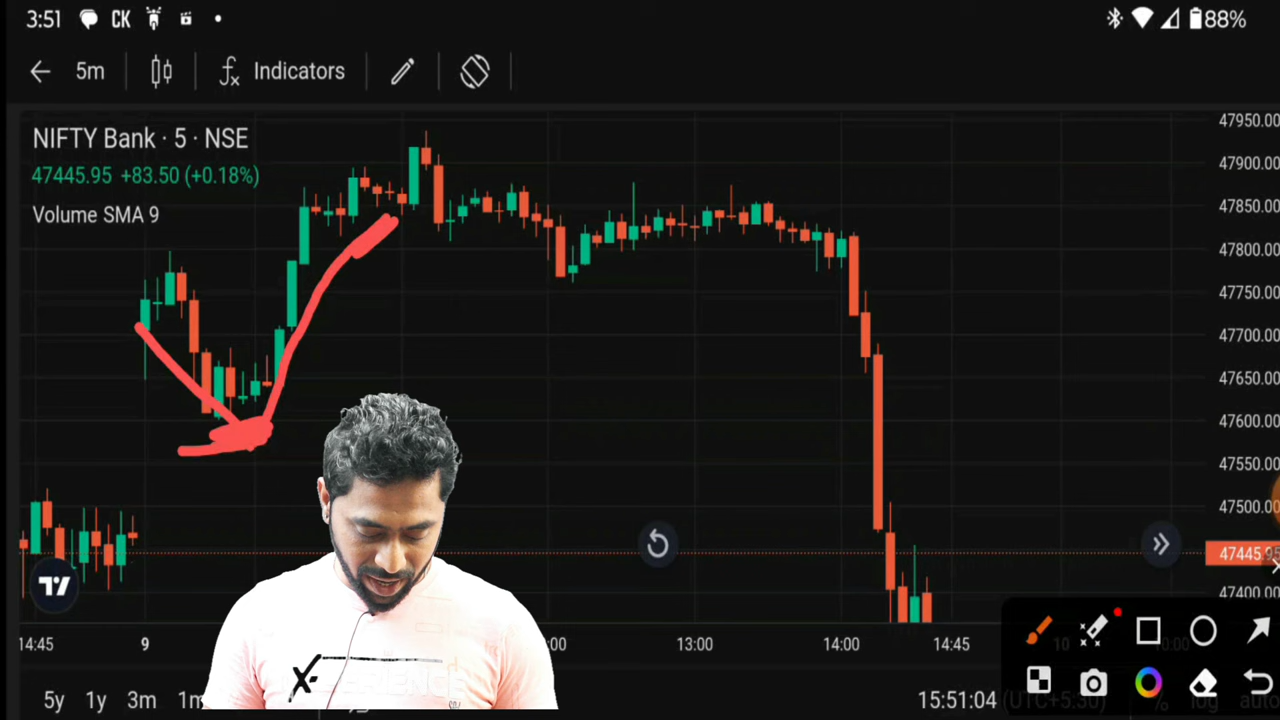 3:51 CK 88%
5m Indicators
NIFTY Bank · 5 · NSE
47445.95 +83.50 (+0.18%)
Volume SMA 9
47950.00
47900.00
47850.00
47800.00
47750.00
47700.00
47650.00
47600.00
47550.00
47500.00
47445.95
47400.00
14:45 9 13:00 14:00 14:45 10
5y 1y 3m 15:51:04 (UTC+5:30) % log auto